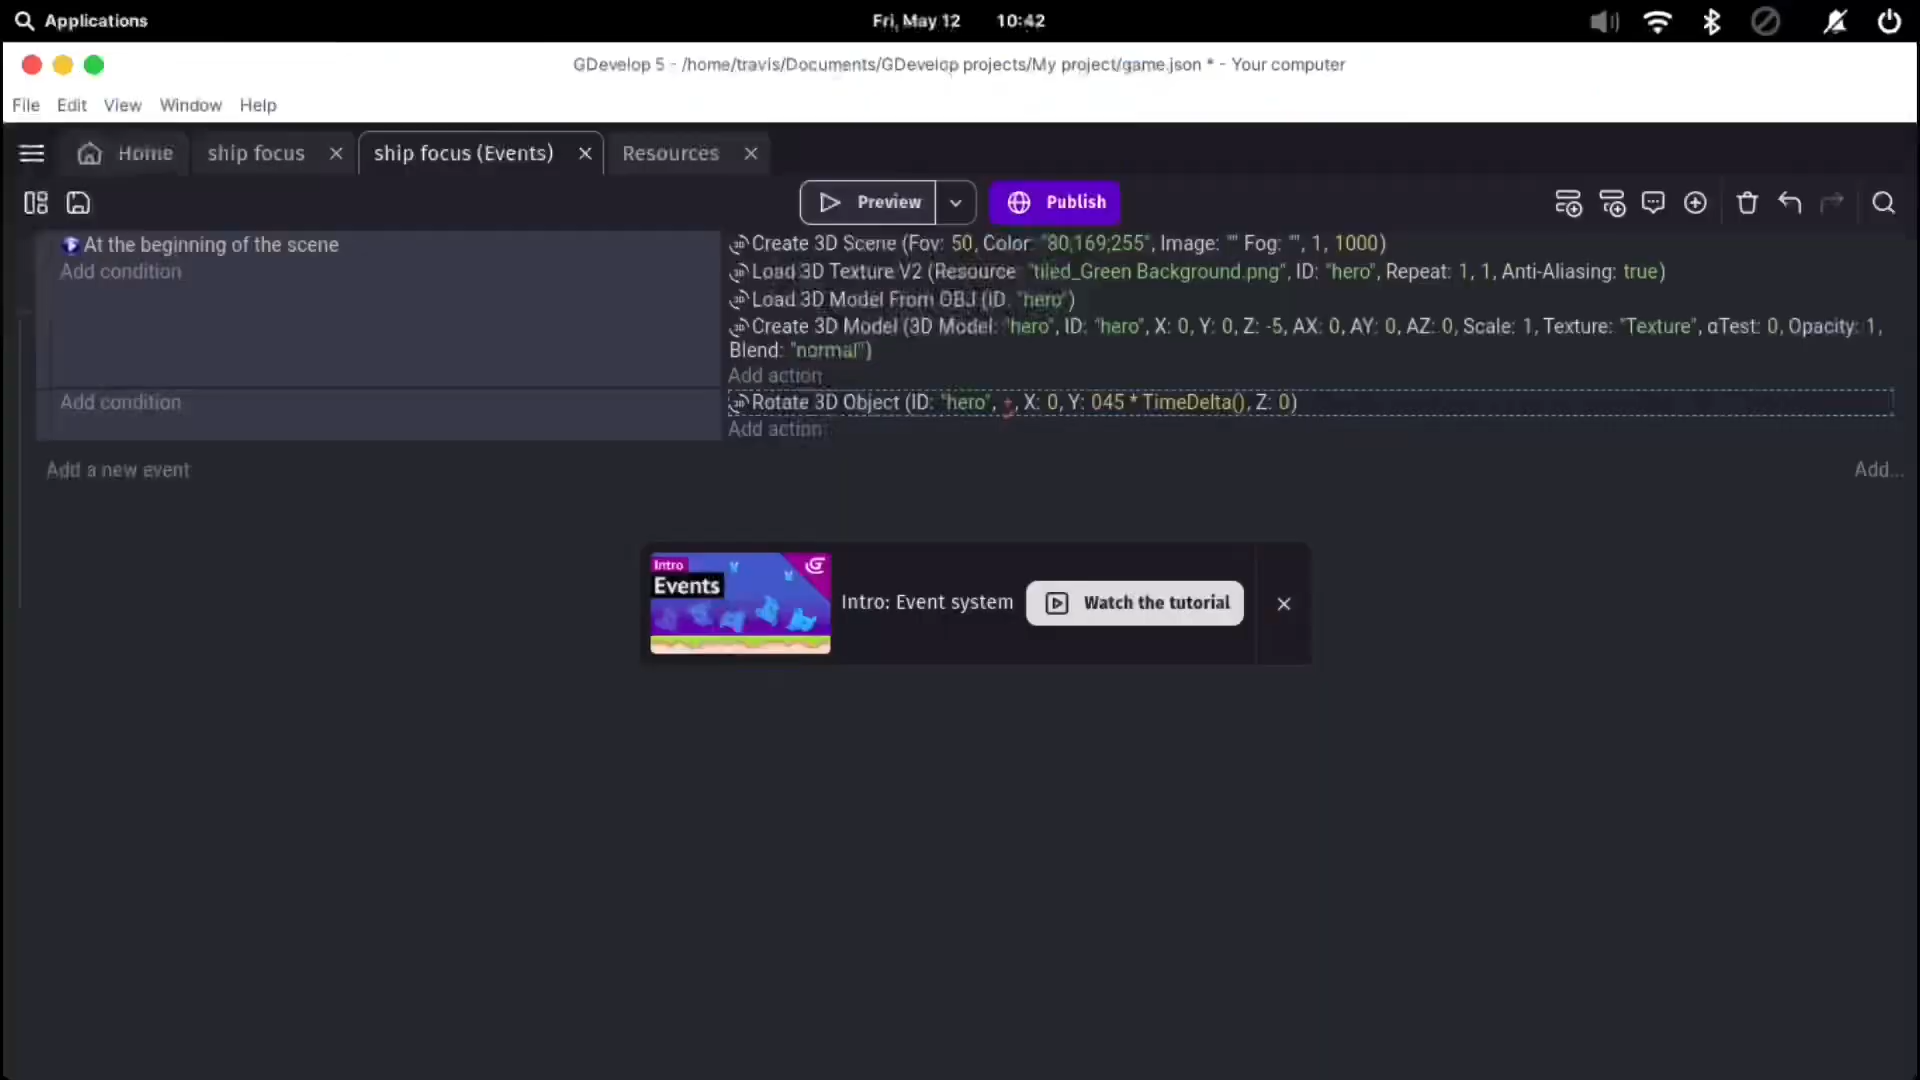 Applications
Fri, May 12 10:42
GDevelop 5 - /home/travis/Documents/GDevelop projects/My project/game.json * - Your computer
File Edit View Window Help
Home ship focus ship focus (Events) Resources
Preview Publish
At the beginning of the scene
Add condition
Create 3D Scene (Fov: 50, Color: "80;169;255", Image: "" Fog: "", 1, 1000)
Load 3D Texture V2 (Resource "tiled_Green Background.png", ID: "hero", Repeat: 1, 1, Anti-Aliasing: true)
Load 3D Model From OBJ (ID. "hero")
Create 3D Model (3D Model: "hero", ID: "hero", X: 0, Y: 0, Z: -5, AX: 0, AY: 0, AZ: 0, Scale: 1, Texture: "Texture", αTest: 0, Opacity: 1,
Blend: "normal")
Add action
Add condition
Rotate 3D Object (ID: "hero", , X: 0, Y: 045 * TimeDelta(), Z: 0)
Add action
Add a new event
Add...
Intro
Events
Intro: Event system
Watch the tutorial